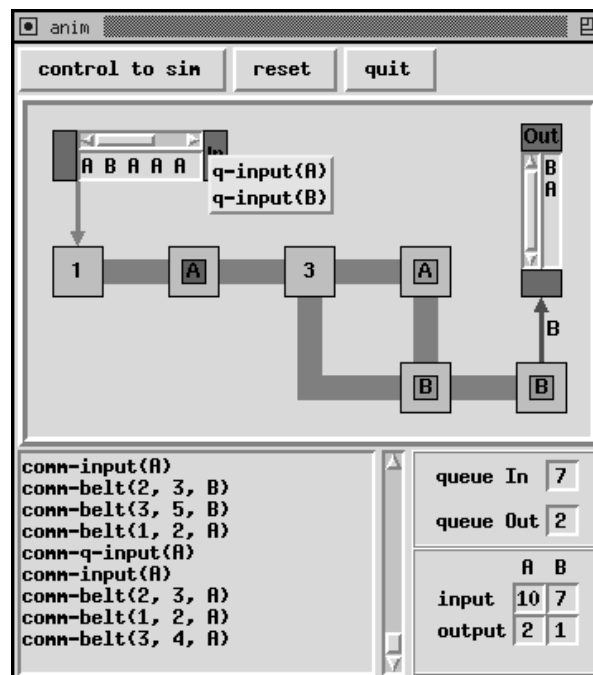 anim
control to sim reset quit
In
A B A A A
q-input(A)
q-input(B)
Out
B
A
1 A 3 A
B
B B
comm-input(A)
comm-belt(2, 3, B)
comm-belt(3, 5, B)
comm-belt(1, 2, A)
comm-q-input(A)
comm-input(A)
comm-belt(2, 3, A)
comm-belt(1, 2, A)
comm-belt(3, 4, A)
queue In 7
queue Out 2
A B
input 10 7
output 2 1